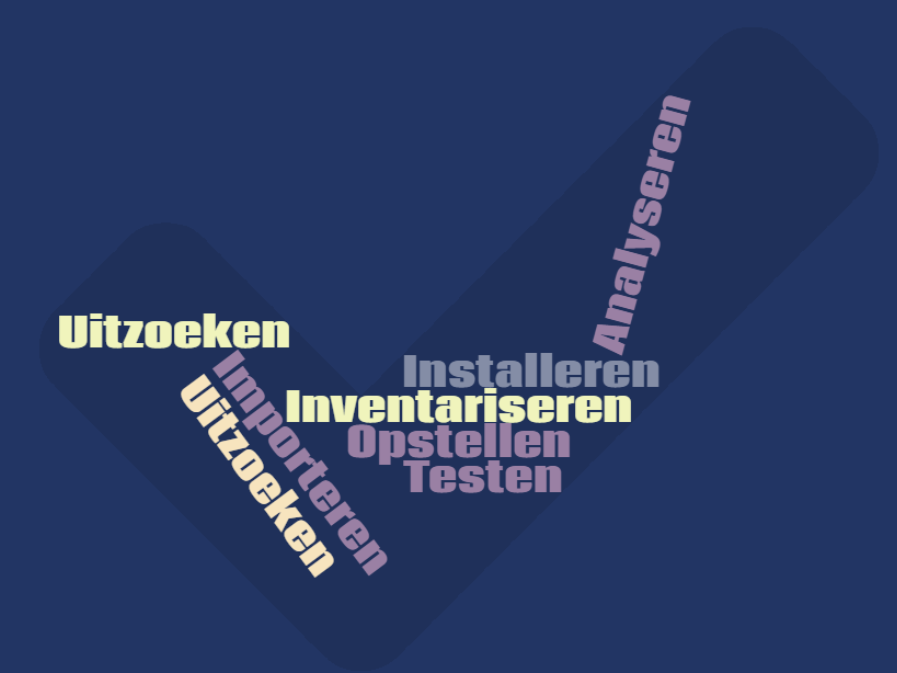 Analyseren
Uitzoeken
Importeren
Installeren
Uitzoeken
Inventariseren
Opstellen
Testen